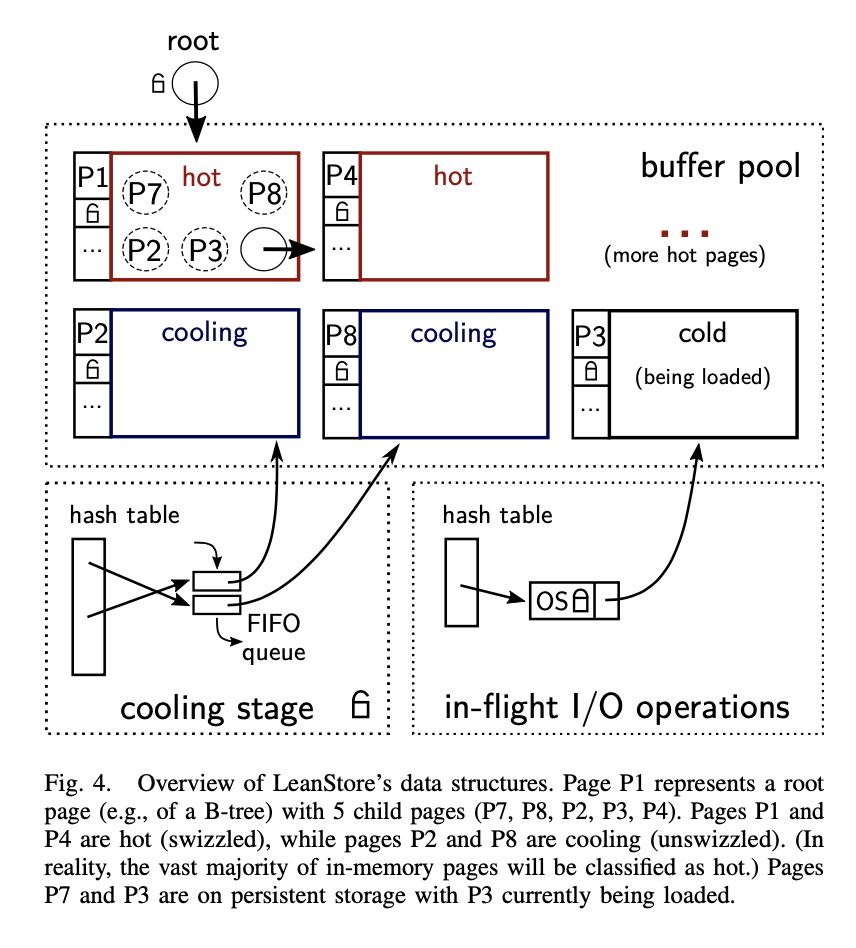 root
buffer pool
P1
hot
P7
P8
P2
P3
...
P4
hot
...
...
(more hot pages)
P2
cooling
...
P8
cooling
...
P3
cold
(being loaded)
...
hash table
FIFO
queue
cooling stage
hash table
OS
in-flight I/O operations
Fig. 4. Overview of LeanStore's data structures. Page P1 represents a root
page (e.g., of a B-tree) with 5 child pages (P7, P8, P2, P3, P4). Pages P1 and
P4 are hot (swizzled), while pages P2 and P8 are cooling (unswizzled). (In
reality, the vast majority of in-memory pages will be classified as hot.) Pages
P7 and P3 are on persistent storage with P3 currently being loaded.